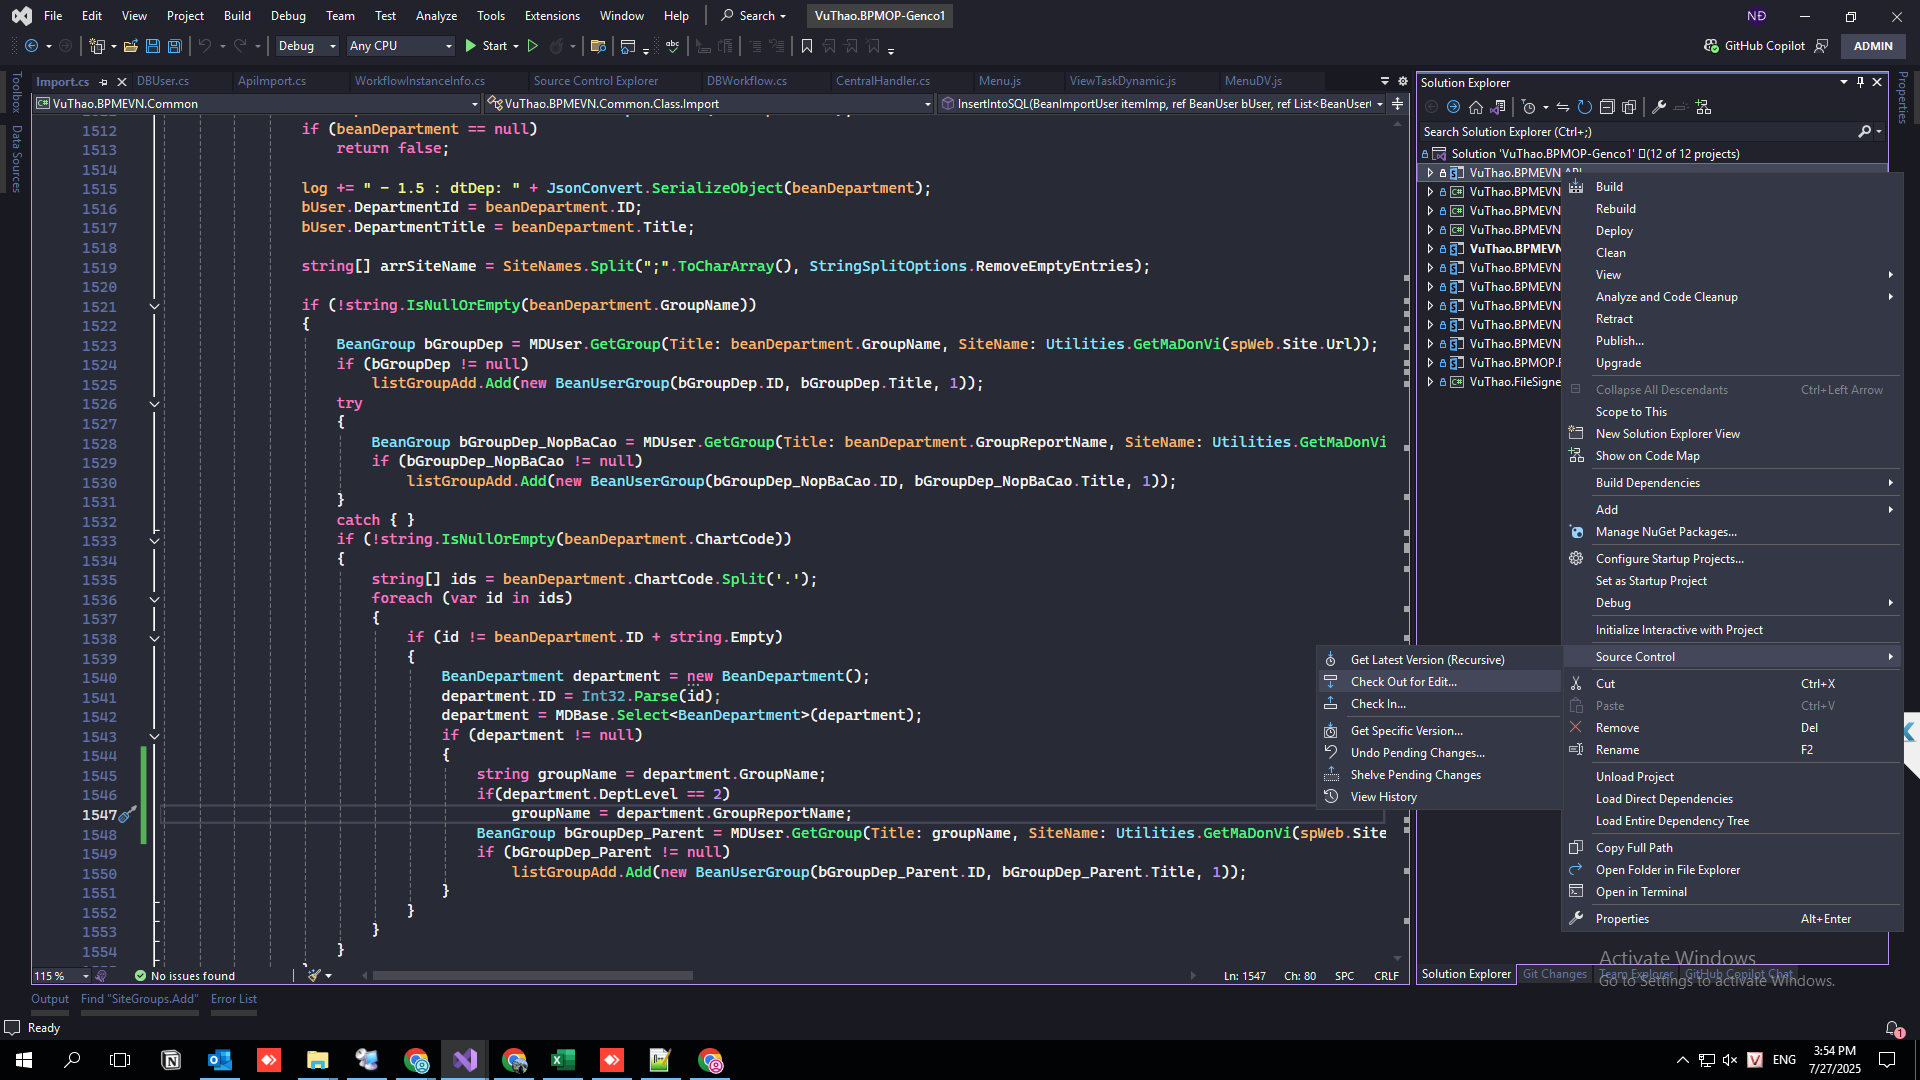 File Edit View Project Build Debug Team Test Analyze Tools Extensions Window Help Search VuThao.BPMOP-Genco1 NĐ
Debug Any CPU Start GitHub Copilot ADMIN
Toolbox
Data Sources
Import.cs DBUser.cs ApiImport.cs WorkflowInstanceInfo.cs Source Control Explorer DBWorkflow.cs CentralHandler.cs Menu.js ViewTaskDynamic.js MenuDV.js
VuThao.BPMEVN.Common VuThao.BPMEVN.Common.Class.Import InsertIntoSQL(BeanImportUser itemImp, ref BeanUser bUser, ref List<BeanUser
1512 if (beanDepartment == null)
1513 return false;
1514
1515 log += " - 1.5 : dtDep: " + JsonConvert.SerializeObject(beanDepartment);
1516 bUser.DepartmentId = beanDepartment.ID;
1517 bUser.DepartmentTitle = beanDepartment.Title;
1518
1519 string[] arrSiteName = SiteNames.Split(";".ToCharArray(), StringSplitOptions.RemoveEmptyEntries);
1520
1521 if (!string.IsNullOrEmpty(beanDepartment.GroupName))
1522 {
1523 BeanGroup bGroupDep = MDUser.GetGroup(Title: beanDepartment.GroupName, SiteName: Utilities.GetMaDonVi(spWeb.Site.Url));
1524 if (bGroupDep != null)
1525 listGroupAdd.Add(new BeanUserGroup(bGroupDep.ID, bGroupDep.Title, 1));
1526 try
1527 {
1528 BeanGroup bGroupDep_NopBaCao = MDUser.GetGroup(Title: beanDepartment.GroupReportName, SiteName: Utilities.GetMaDonVi
1529 if (bGroupDep_NopBaCao != null)
1530 listGroupAdd.Add(new BeanUserGroup(bGroupDep_NopBaCao.ID, bGroupDep_NopBaCao.Title, 1));
1531 }
1532 catch { }
1533 if (!string.IsNullOrEmpty(beanDepartment.ChartCode))
1534 {
1535 string[] ids = beanDepartment.ChartCode.Split('.');
1536 foreach (var id in ids)
1537 {
1538 if (id != beanDepartment.ID + string.Empty)
1539 {
1540 BeanDepartment department = new BeanDepartment();
1541 department.ID = Int32.Parse(id);
1542 department = MDBase.Select<BeanDepartment>(department);
1543 if (department != null)
1544 {
1545 string groupName = department.GroupName;
1546 if(department.DeptLevel == 2)
1547 groupName = department.GroupReportName;
1548 BeanGroup bGroupDep_Parent = MDUser.GetGroup(Title: groupName, SiteName: Utilities.GetMaDonVi(spWeb.Site
1549 if (bGroupDep_Parent != null)
1550 listGroupAdd.Add(new BeanUserGroup(bGroupDep_Parent.ID, bGroupDep_Parent.Title, 1));
1551 }
1552 }
1553 }
1554 }
115 % No issues found Ln: 1547 Ch: 80 SPC CRLF
Output Find "SiteGroups.Add" Error List
Ready
Solution Explorer
Properties
Search Solution Explorer (Ctrl+;)
Solution 'VuThao.BPMOP-Genco1' (12 of 12 projects)
VuThao.BPMEVN
VuThao.BPMEVN
VuThao.BPMEVN
VuThao.BPMEVN
VuThao.BPMEVN
VuThao.BPMEVN
VuThao.BPMEVN
VuThao.BPMEVN
VuThao.BPMEVN
VuThao.BPMEVN
VuThao.BPMOP.
VuThao.FileSigne
Build
Rebuild
Deploy
Clean
View
Analyze and Code Cleanup
Retract
Publish...
Upgrade
Collapse All Descendants Ctrl+Left Arrow
Scope to This
New Solution Explorer View
Show on Code Map
Build Dependencies
Add
Manage NuGet Packages...
Configure Startup Projects...
Set as Startup Project
Debug
Initialize Interactive with Project
Source Control
Cut Ctrl+X
Paste Ctrl+V
Remove Del
Rename F2
Unload Project
Load Direct Dependencies
Load Entire Dependency Tree
Copy Full Path
Open Folder in File Explorer
Open in Terminal
Properties Alt+Enter
Get Latest Version (Recursive)
Check Out for Edit...
Check In...
Get Specific Version...
Undo Pending Changes...
Shelve Pending Changes
View History
Activate Windows
Go to Settings to activate Windows.
Solution Explorer Git Changes Team Explorer GitHub Copilot Chat
1
ENG 3:54 PM
7/27/2025